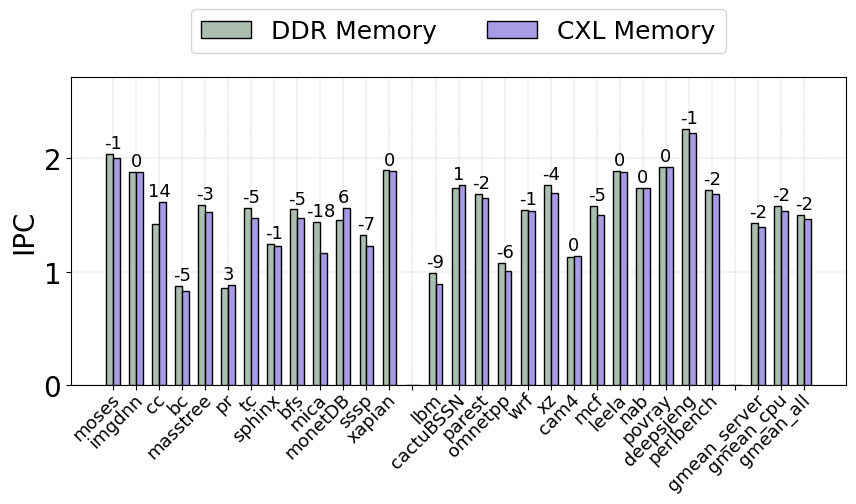 DDR Memory CXL Memory
IPC
2
1
0
-1 0 14 -5 -3 3 -5 -1 -5 -18 6 -7 0 -9 1 -2 -6 -1 -4 0 -5 0 0 0 -1 -2 -2 -2 -2
moses imgdnn cc bc masstree pr tc sphinx bfs mica monetDB sssp xapian lbm cactuBSSN parest omnetpp wrf xz cam4 mcf leela nab povray deepsjeng perlbench gmean_server gmean_cpu gmean_all